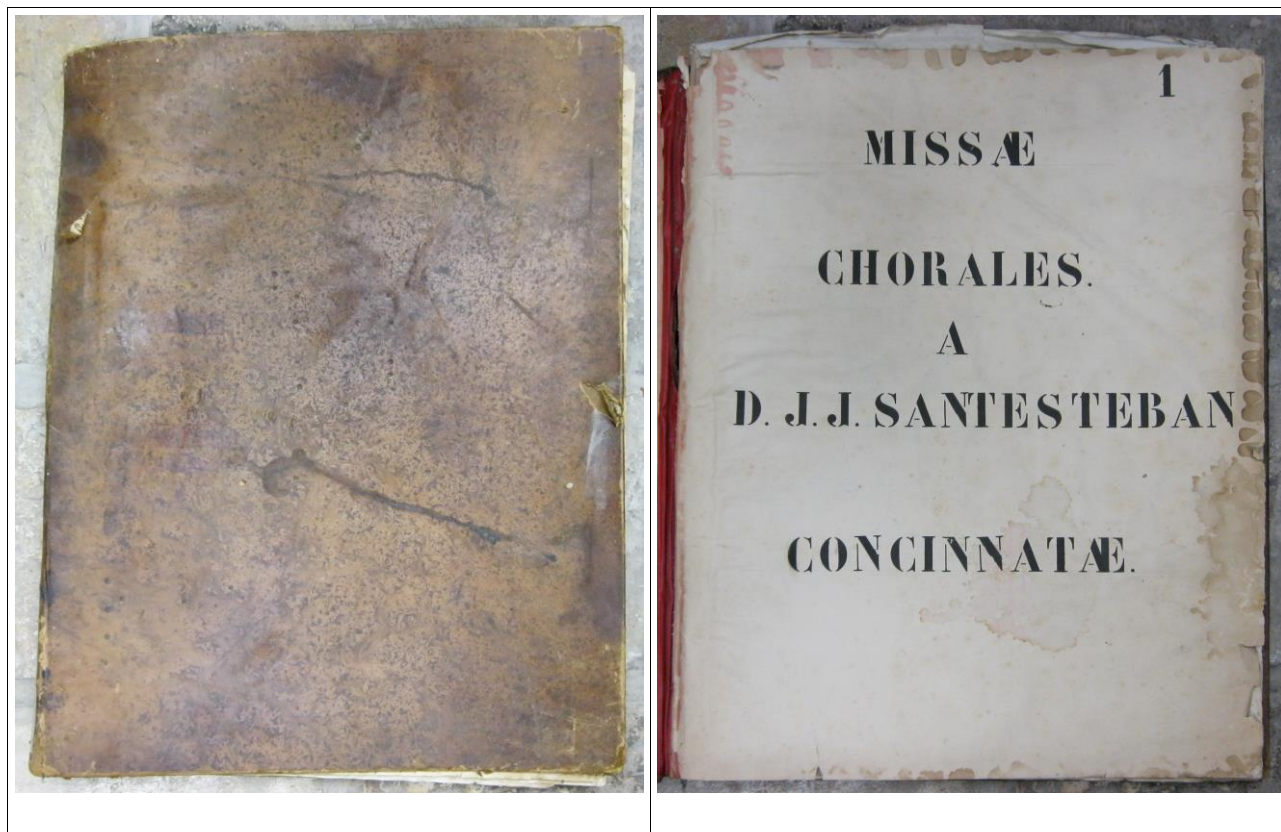 1
MISSÆ
CHORALES.
A
D. J. J. SANTESTEBAN
CONCINNATÆ.